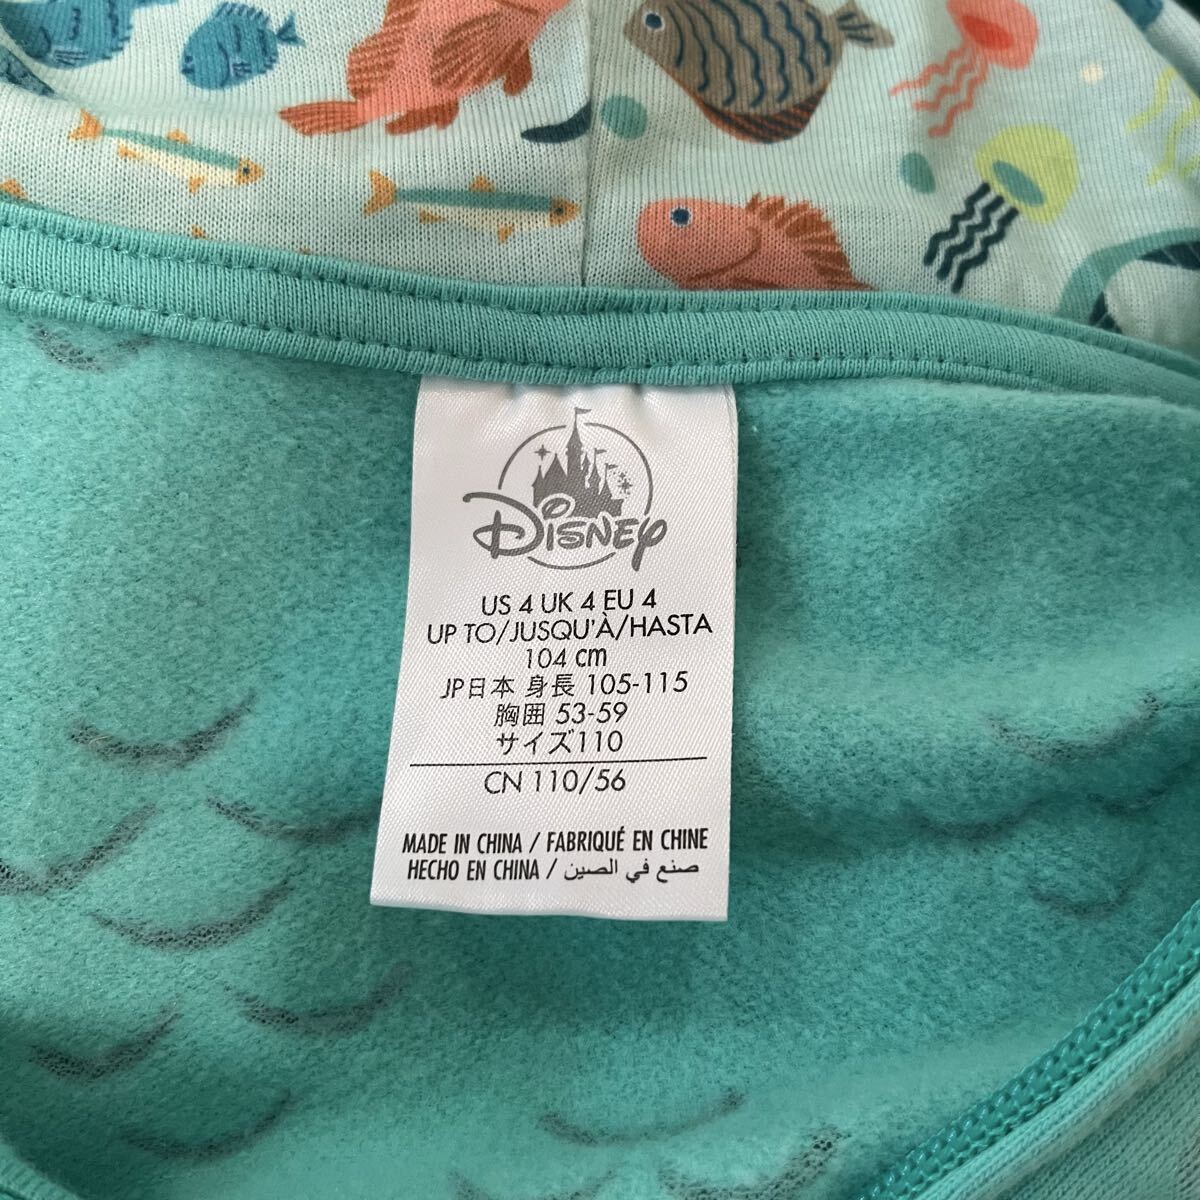 Disney
US 4 UK 4 EU 4
UP TO/JUSQU'À/HASTA
104 cm
JP日本 身長 105-115
胸囲 53-59
サイズ110
CN 110/56
MADE IN CHINA / FABRIQUÉ EN CHINE
HECHO EN CHINA / صنع في الصين